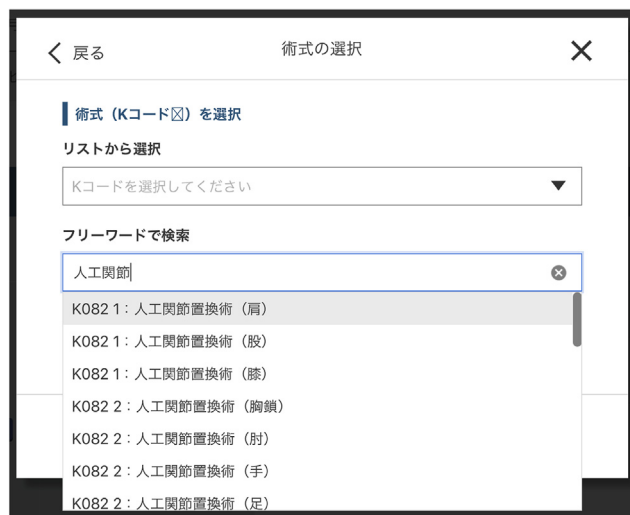 戻る
術式の選択
術式（Kコード）を選択
リストから選択
Kコードを選択してください
フリーワードで検索
人工関節
K082 1：人工関節置換術（肩）
K082 1：人工関節置換術（股）
K082 1：人工関節置換術（膝）
K082 2：人工関節置換術（胸鎖）
K082 2：人工関節置換術（肘）
K082 2：人工関節置換術（手）
K082 2：人工関節置換術（足）